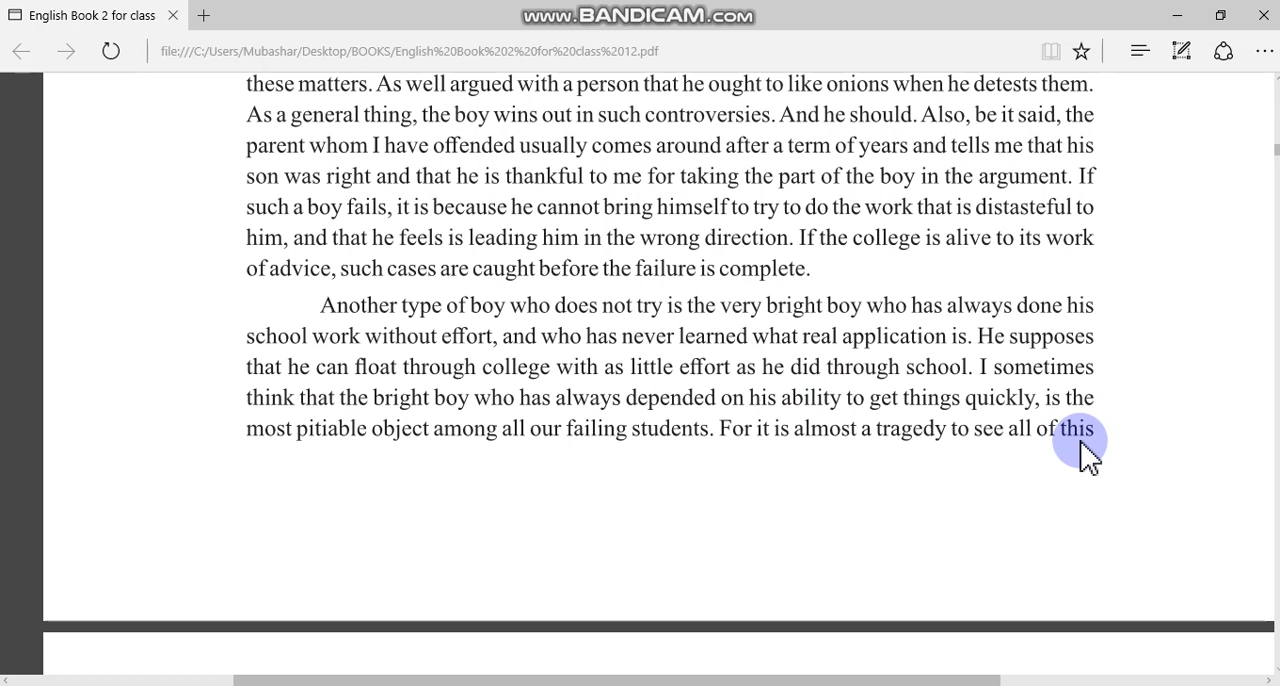 English Book 2 for class
www.BANDICAM.com
file:///C:/Users/Mubashar/Desktop/BOOKS/English%20Book%202%20for%20class%2012.pdf
these matters. As well argued with a person that he ought to like onions when he detests them.
As a general thing, the boy wins out in such controversies. And he should. Also, be it said, the
parent whom I have offended usually comes around after a term of years and tells me that his
son was right and that he is thankful to me for taking the part of the boy in the argument. If
such a boy fails, it is because he cannot bring himself to try to do the work that is distasteful to
him, and that he feels is leading him in the wrong direction. If the college is alive to its work
of advice, such cases are caught before the failure is complete.
Another type of boy who does not try is the very bright boy who has always done his
school work without effort, and who has never learned what real application is. He supposes
that he can float through college with as little effort as he did through school. I sometimes
think that the bright boy who has always depended on his ability to get things quickly, is the
most pitiable object among all our failing students. For it is almost a tragedy to see all of this